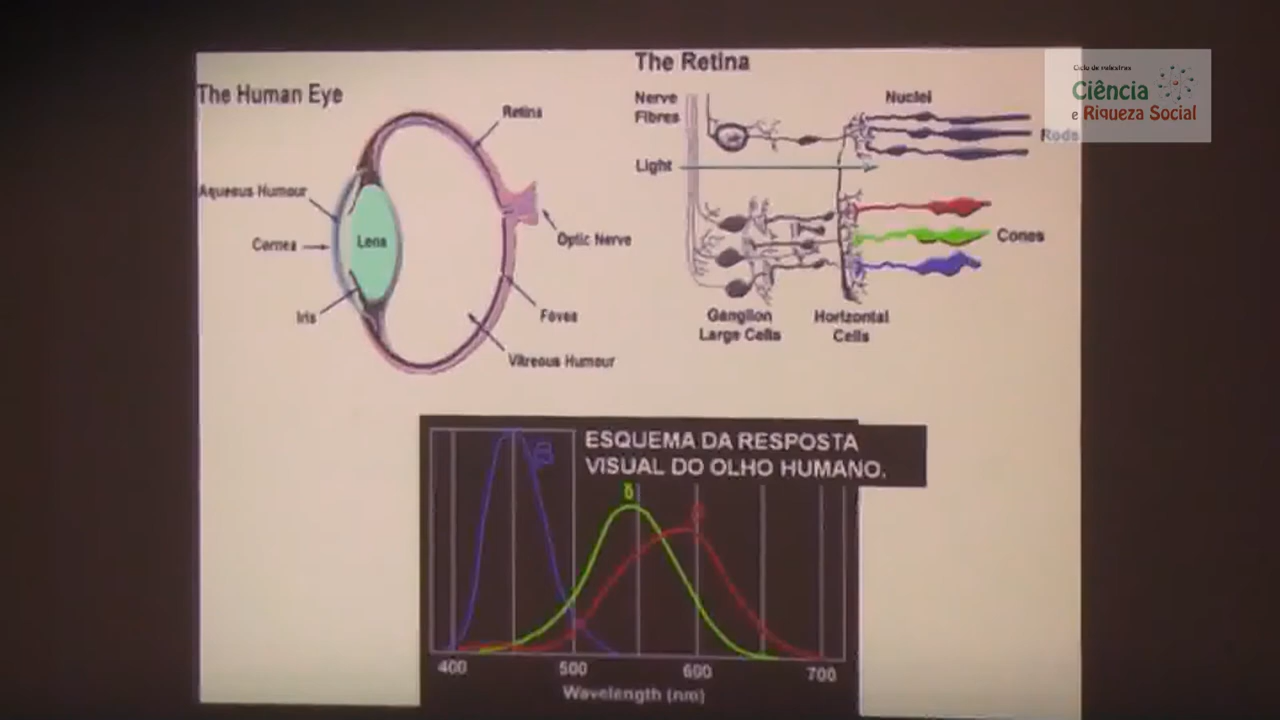 The Human Eye
Retina
Aqueous Humour
Cornea
Lens
Iris
Optic Nerve
Fovea
Vitreous Humour
The Retina
Nerve
Fibres
Nuclei
Rods
Light
Cones
Ganglion
Large Cells
Horizontal
Cells
Ciclo de palestras
Ciência
e Riqueza Social
ESQUEMA DA RESPOSTA
VISUAL DO OLHO HUMANO.
400
500
600
700
Wavelength (nm)